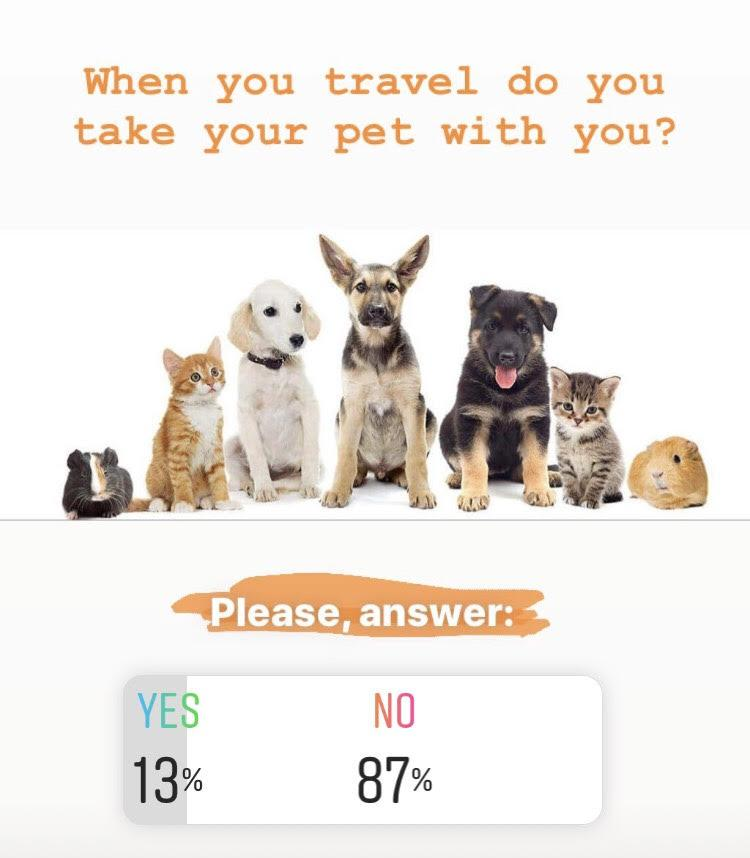 When you travel do you
take your pet with you?
Please, answer:
YES NO
13% 87%